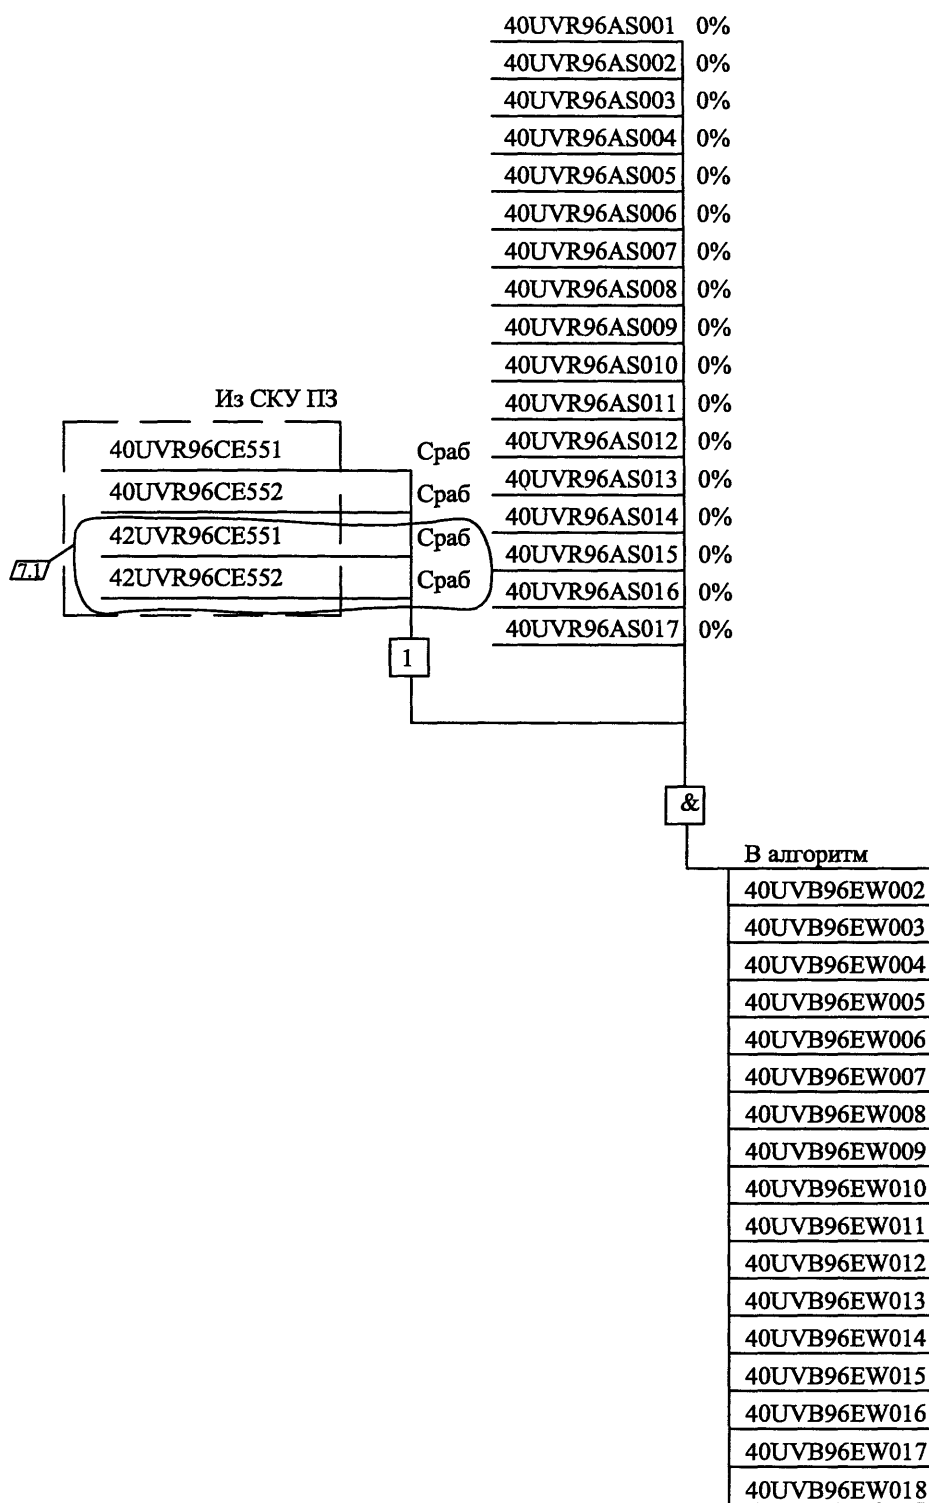 40UVR96AS001 0%
40UVR96AS002 0%
40UVR96AS003 0%
40UVR96AS004 0%
40UVR96AS005 0%
40UVR96AS006 0%
40UVR96AS007 0%
40UVR96AS008 0%
40UVR96AS009 0%
40UVR96AS010 0%
40UVR96AS011 0%
40UVR96AS012 0%
40UVR96AS013 0%
40UVR96AS014 0%
40UVR96AS015 0%
40UVR96AS016 0%
40UVR96AS017 0%
Из СКУ ПЗ
40UVR96CE551 Сраб
40UVR96CE552 Сраб
42UVR96CE551 Сраб
42UVR96CE552 Сраб
7.1
1
&
В алгоритм
40UVB96EW002
40UVB96EW003
40UVB96EW004
40UVB96EW005
40UVB96EW006
40UVB96EW007
40UVB96EW008
40UVB96EW009
40UVB96EW010
40UVB96EW011
40UVB96EW012
40UVB96EW013
40UVB96EW014
40UVB96EW015
40UVB96EW016
40UVB96EW017
40UVB96EW018